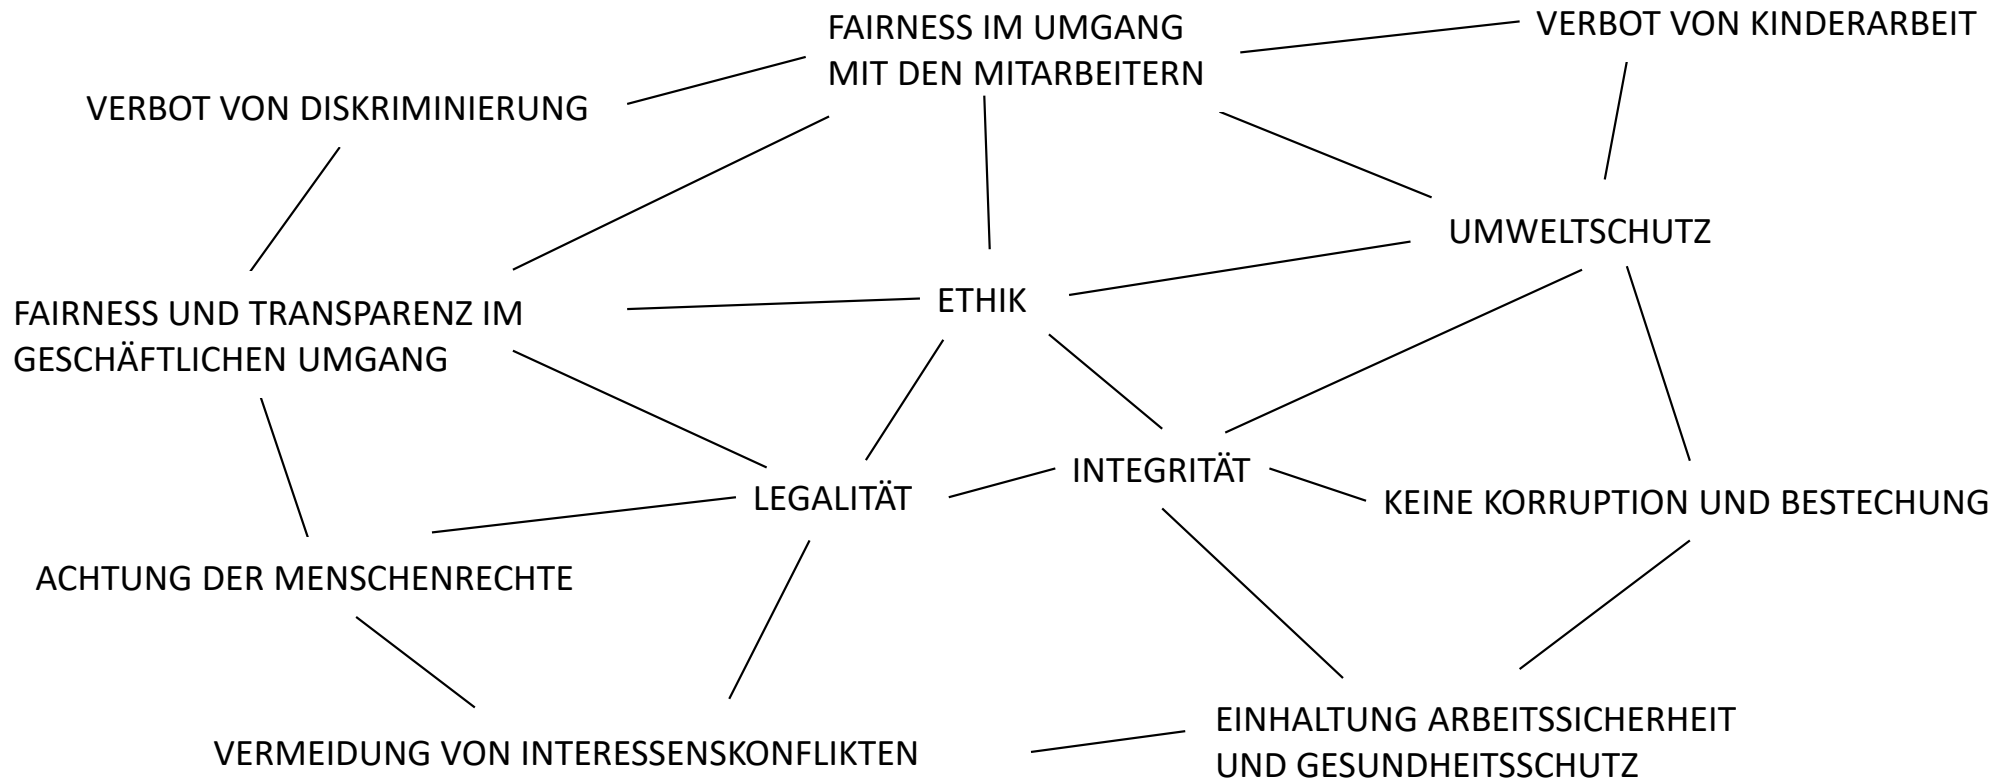 FAIRNESS IM UMGANG
MIT DEN MITARBEITERN
VERBOT VON KINDERARBEIT
VERBOT VON DISKRIMINIERUNG
UMWELTSCHUTZ
FAIRNESS UND TRANSPARENZ IM
GESCHÄFTLICHEN UMGANG
ETHIK
INTEGRITÄT
LEGALITÄT
KEINE KORRUPTION UND BESTECHUNG
ACHTUNG DER MENSCHENRECHTE
VERMEIDUNG VON INTERESSENSKONFLIKTEN
EINHALTUNG ARBEITSSICHERHEIT
UND GESUNDHEITSSCHUTZ